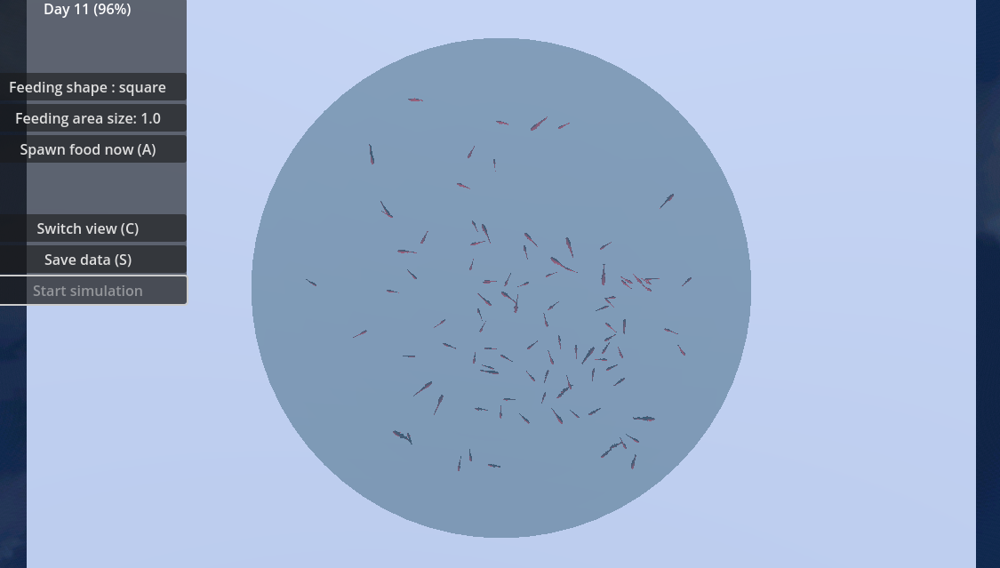 Day 11 (96%)
Feeding shape : square
Feeding area size: 1.0
Spawn food now (A)
Switch view (C)
Save data (S)
Start simulation